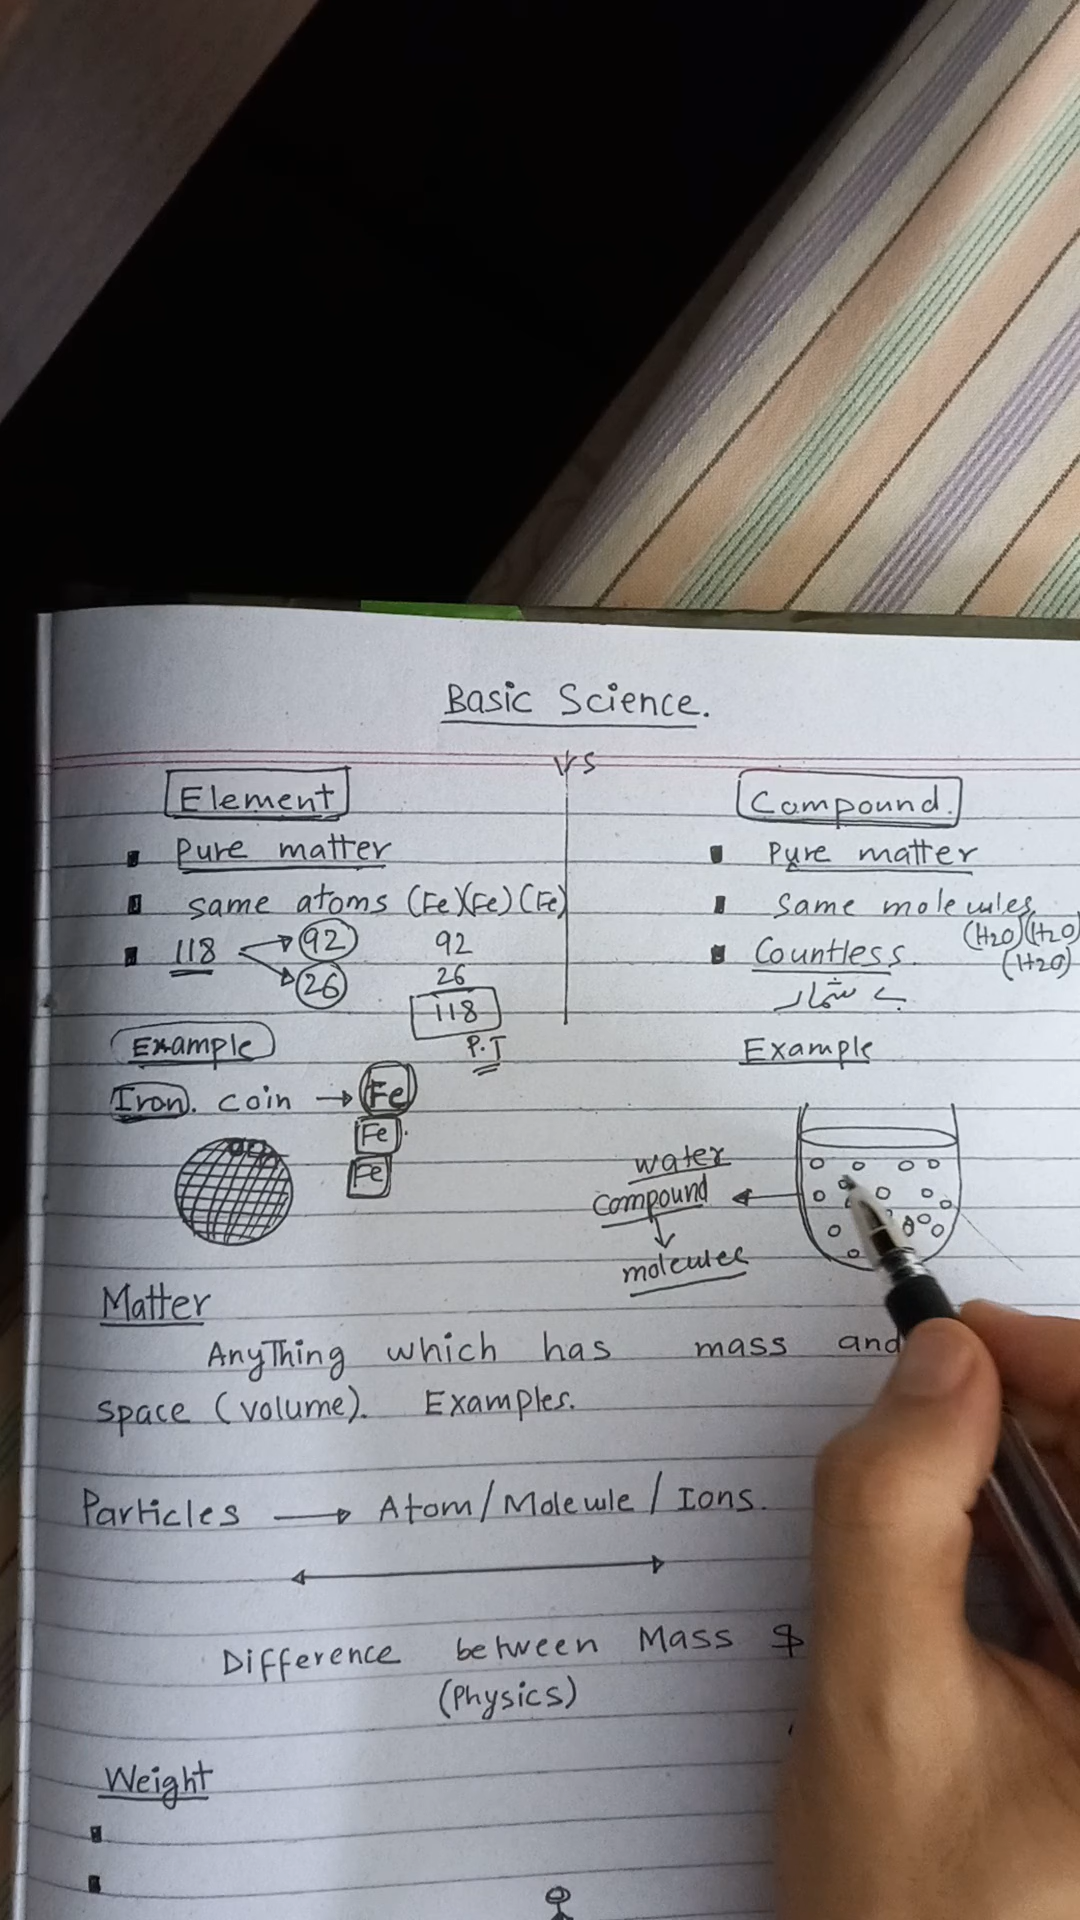 Basic Science.
VS
Element
Pure matter
same atoms (Fe)(Fe)(Fe)
118 → 92 92
26 26
118
P.T
Example
Iron. coin → Fe
Fe
Fe
Compound.
Pure matter
Same molecules
(H2O)(H2O)
Countless. (H2O)
بے شمار
Example
water
Compound
molecules
Matter
AnyThing which has mass and
space (volume). Examples.
Particles → Atom/Molecule/Ions.
Difference between Mass &
(Physics)
Weight